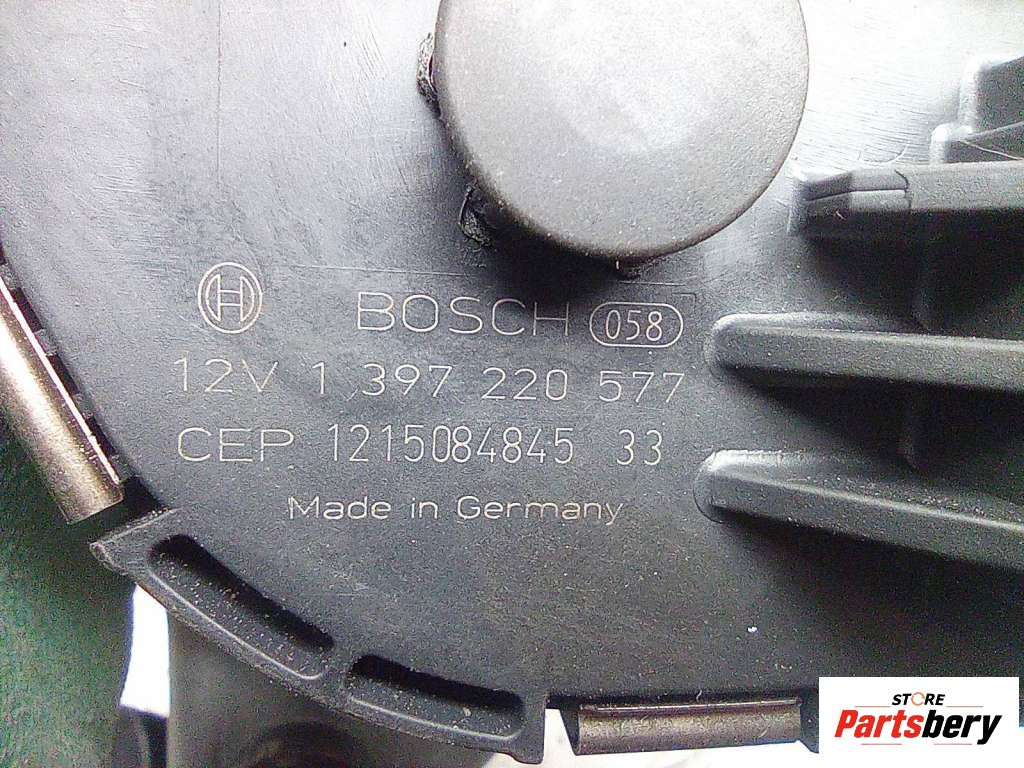 BOSCH 058
12V 1 397 220 577
CEP 1215084845 33
Made in Germany
STORE
Partsbery